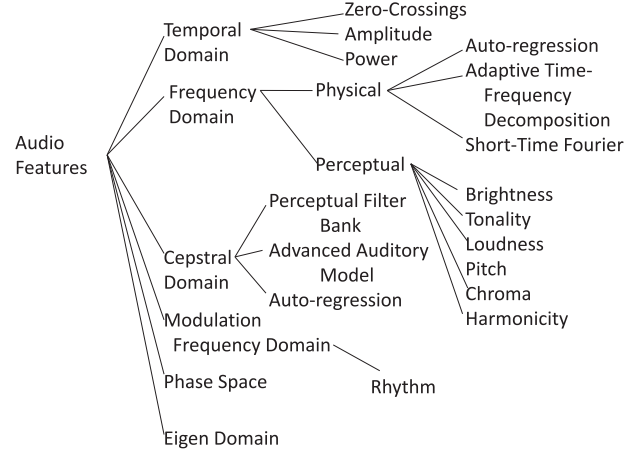 Audio
Features
Temporal
Domain
Zero-Crossings
Amplitude
Power
Frequency
Domain
Physical
Auto-regression
Adaptive Time-
Frequency
Decomposition
Short-Time Fourier
Perceptual
Brightness
Tonality
Loudness
Pitch
Chroma
Harmonicity
Cepstral
Domain
Perceptual Filter
Bank
Advanced Auditory
Model
Auto-regression
Modulation
Frequency Domain
Rhythm
Phase Space
Eigen Domain